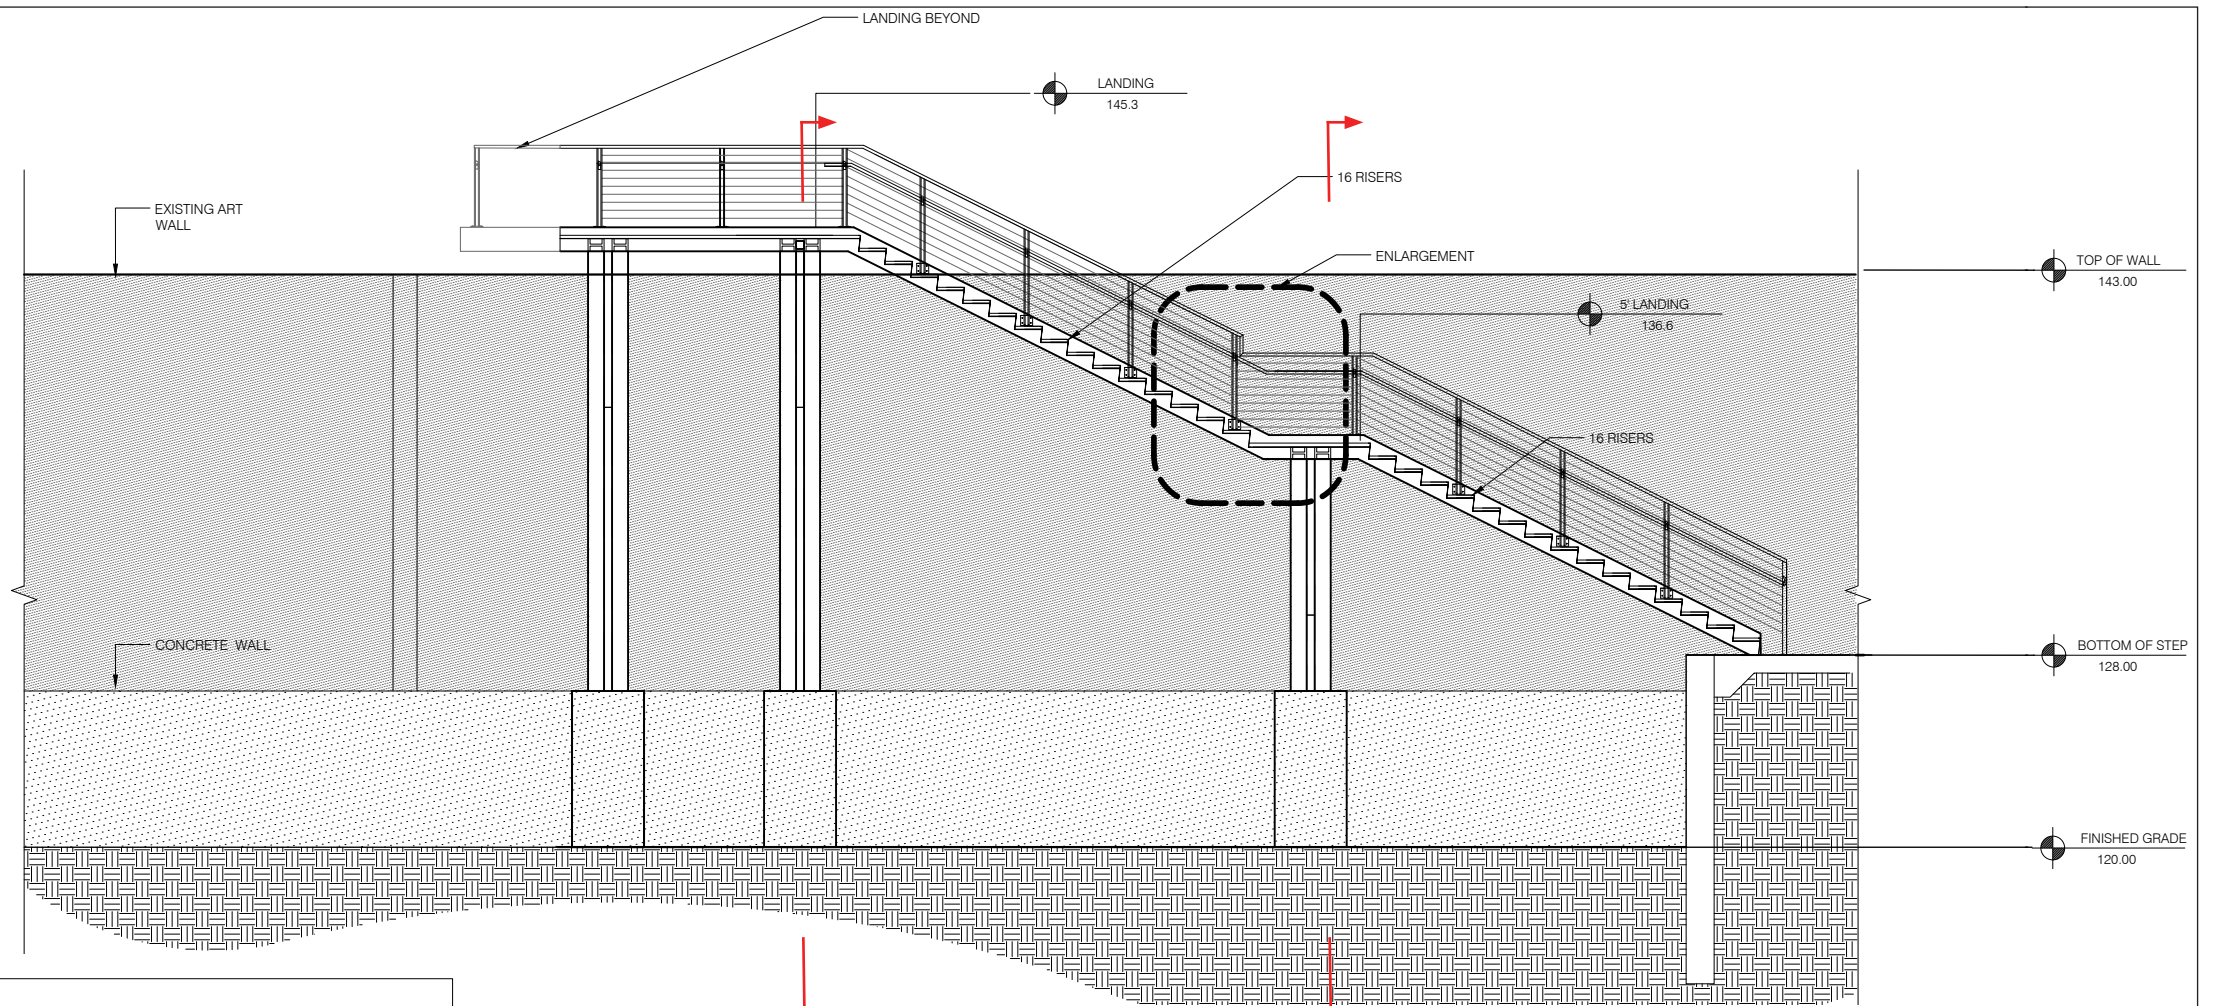 LANDING BEYOND
LANDING
145.3
16 RISERS
EXISTING ART
WALL
ENLARGEMENT
TOP OF WALL
143.00
5' LANDING
136.6
16 RISERS
CONCRETE WALL
BOTTOM OF STEP
128.00
FINISHED GRADE
120.00